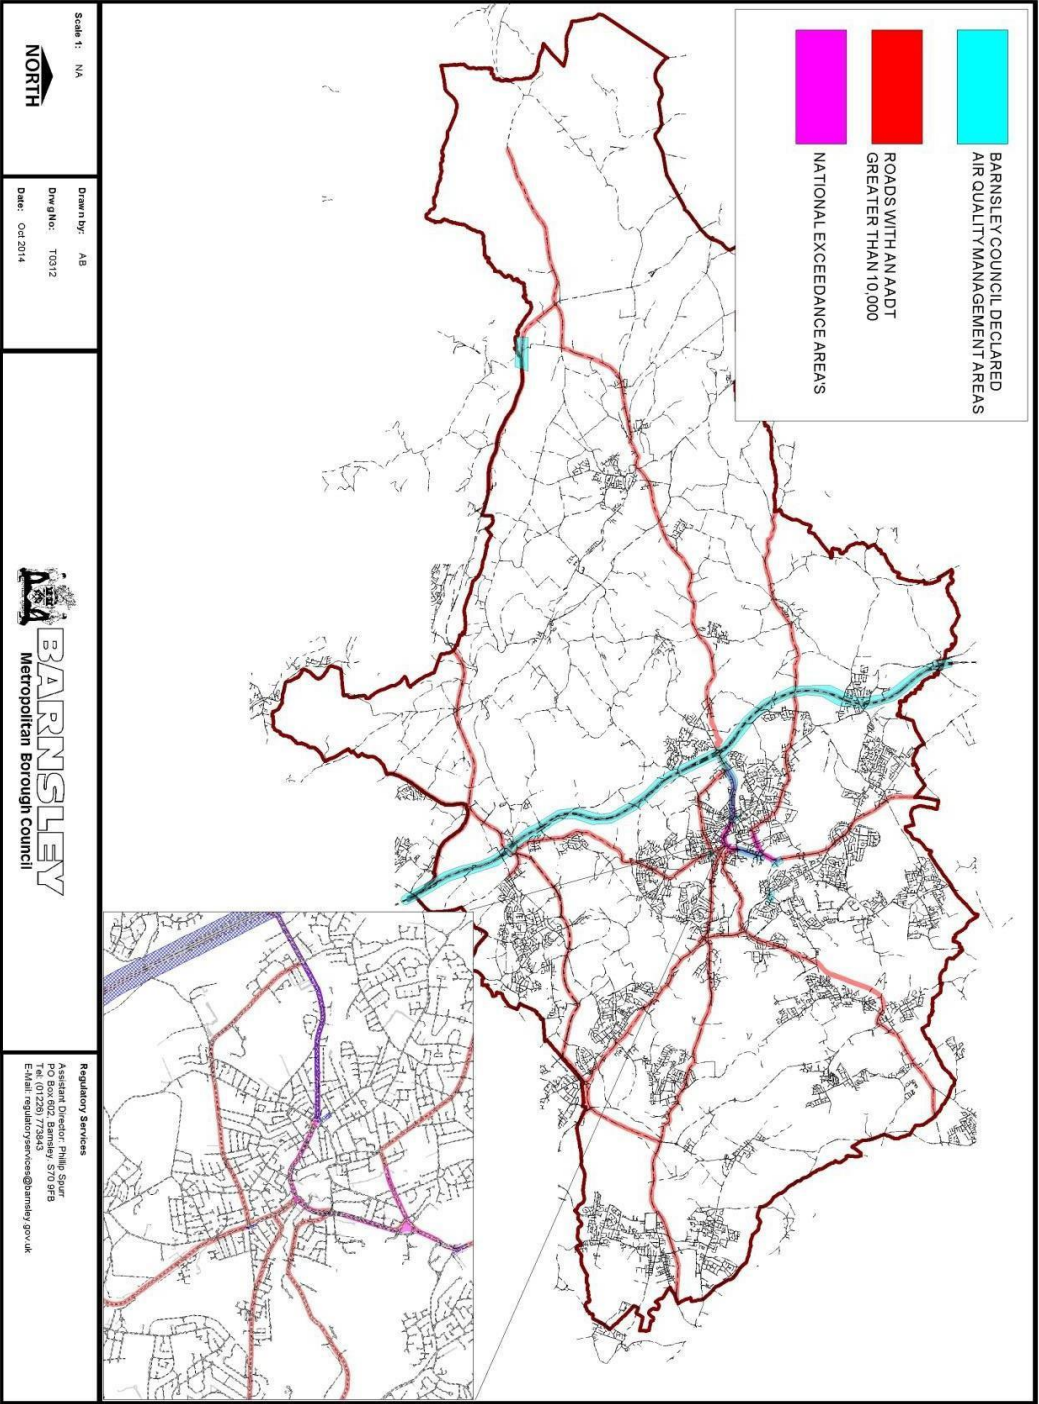 BARNSLEY COUNCIL DECLARED
AIR QUALITY MANAGEMENT AREAS
ROADS WITH AN AADT
GREATER THAN 10,000
NATIONAL EXCEEDANCE AREA'S
Scale 1: NA
NORTH
Drawn by: AB
Drwg No: T0312
Date: Oct 2014
BARNSLEY
Metropolitan Borough Council
Regulatory Services
Assistant Director: Phillip Spurr
PO Box 602, Barnsley. S70 9FB
Tel: (01226) 773843
E-Mail: regulatoryservices@barnsley.gov.uk